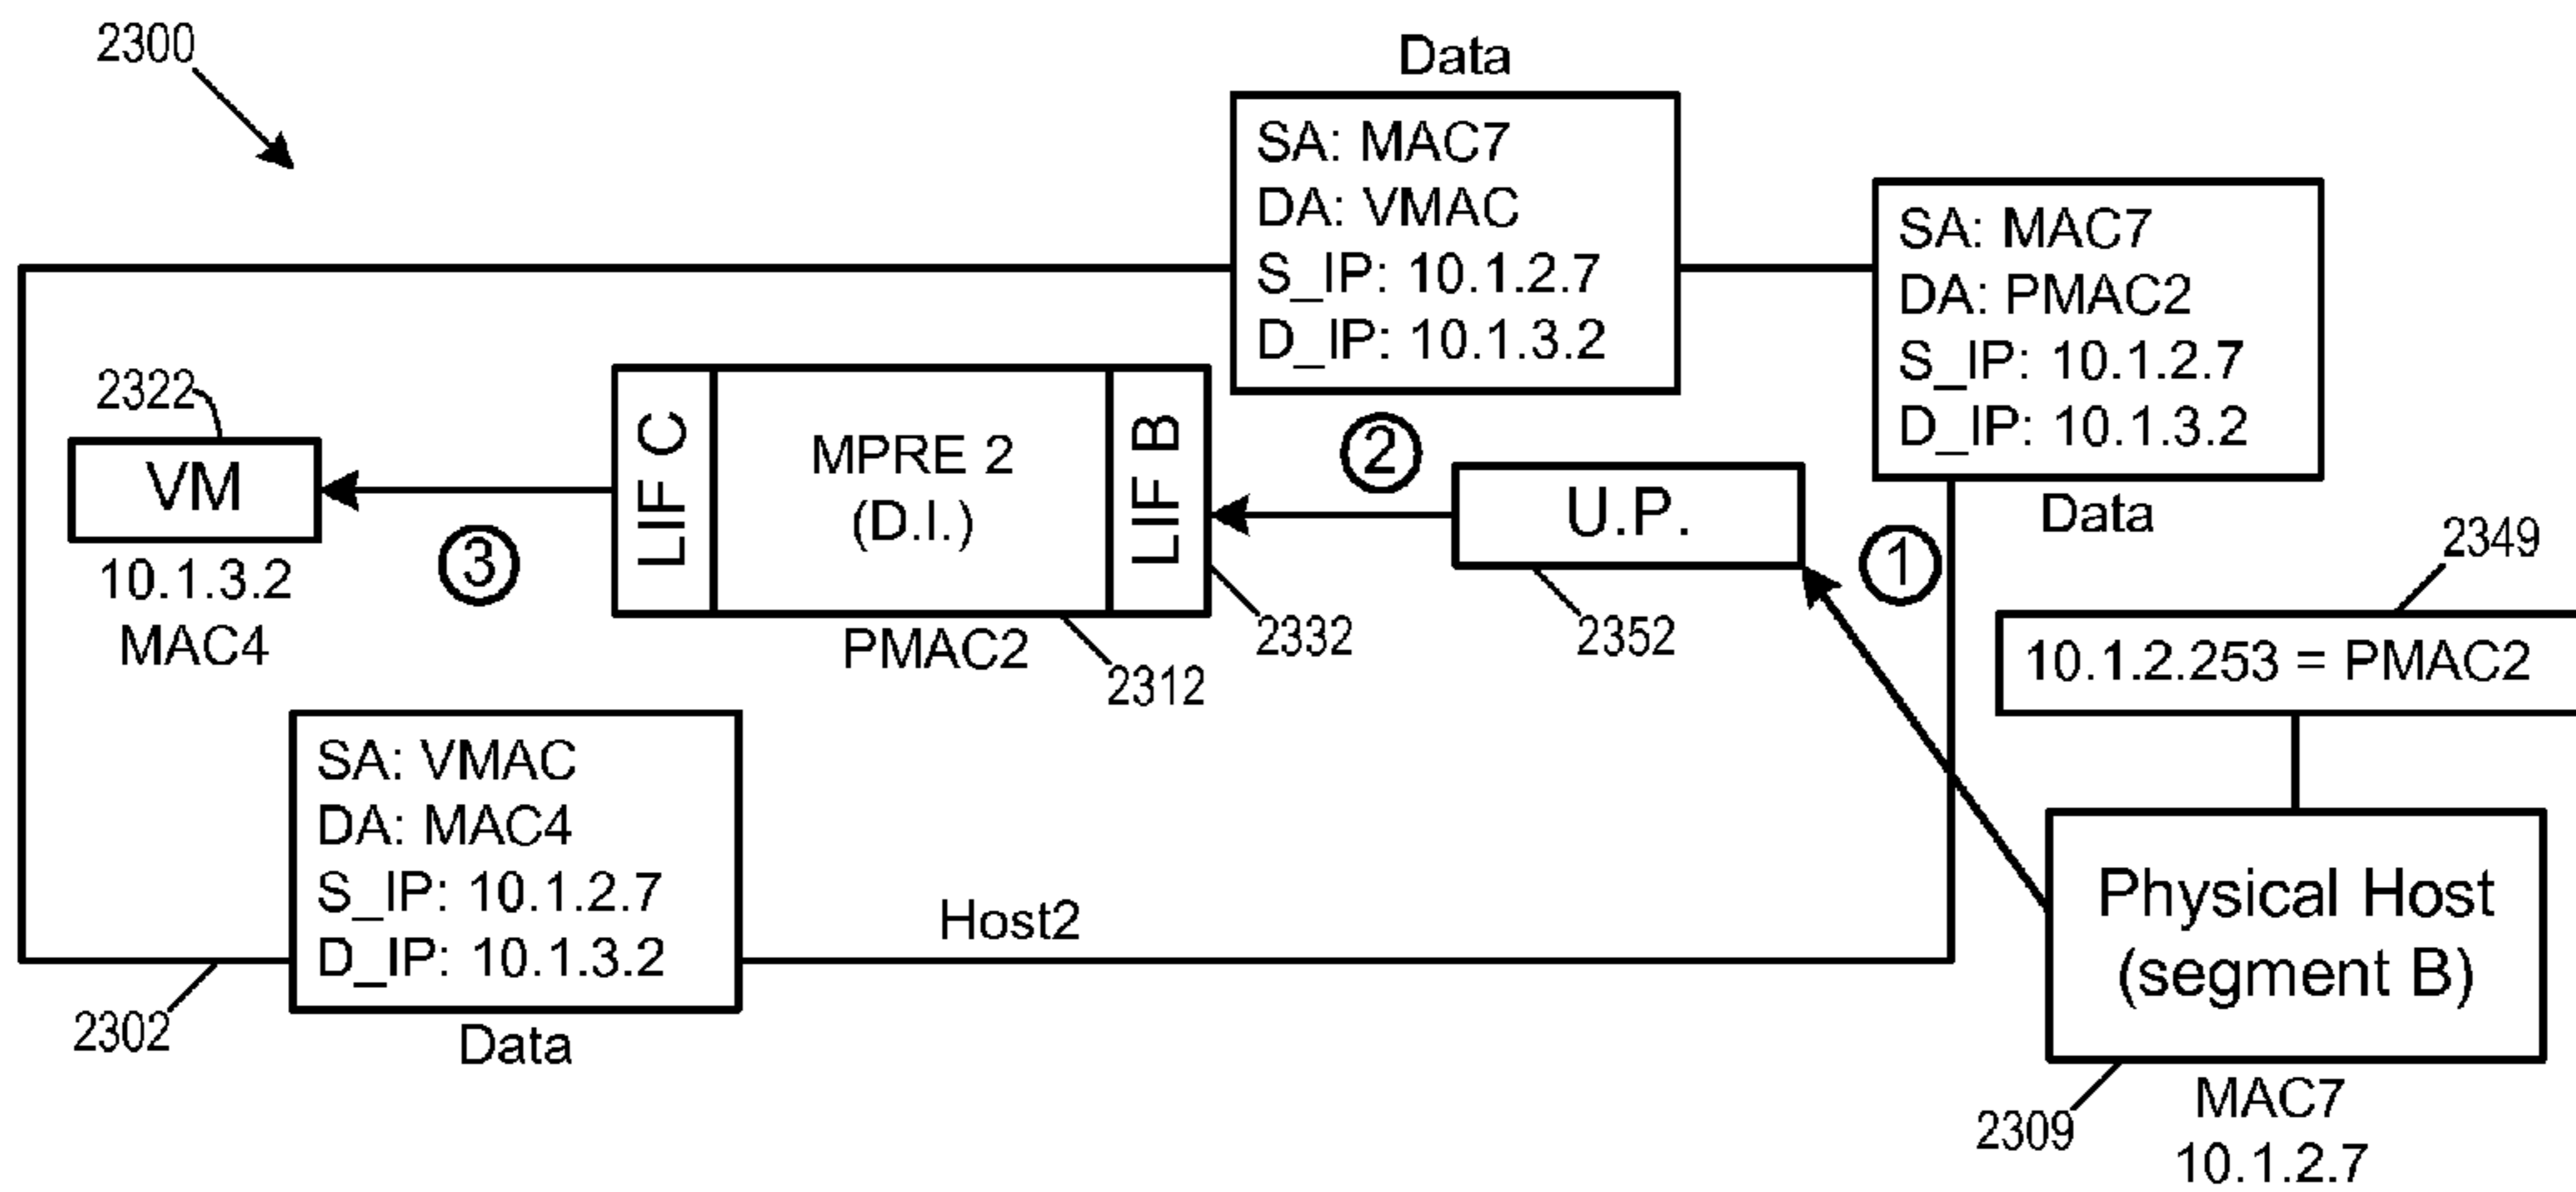 2300
Data
SA: MAC7
DA: VMAC
S_IP: 10.1.2.7
D_IP: 10.1.3.2
SA: MAC7
DA: PMAC2
S_IP: 10.1.2.7
D_IP: 10.1.3.2
Data
2322
VM
10.1.3.2
MAC4
3
LIF C
MPRE 2
(D.I.)
LIF B
PMAC2
2312
2332
2
U.P.
2352
1
2349
10.1.2.253 = PMAC2
SA: VMAC
DA: MAC4
S_IP: 10.1.2.7
D_IP: 10.1.3.2
Data
2302
Host2
Physical Host
(segment B)
2309
MAC7
10.1.2.7